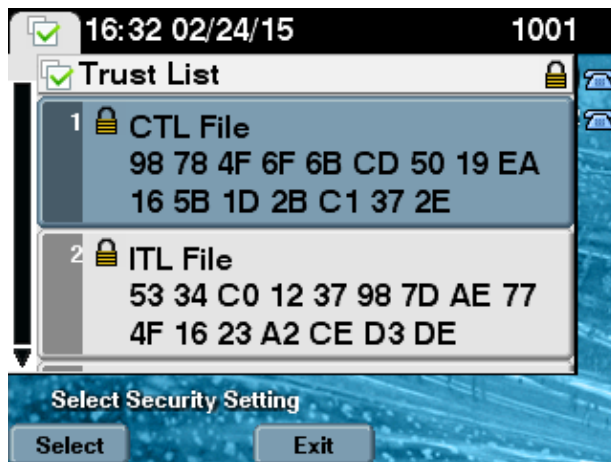 16:32 02/24/15 1001
Trust List
1 CTL File
98 78 4F 6F 6B CD 50 19 EA
16 5B 1D 2B C1 37 2E
2 ITL File
53 34 C0 12 37 98 7D AE 77
4F 16 23 A2 CE D3 DE
Select Security Setting
Select Exit